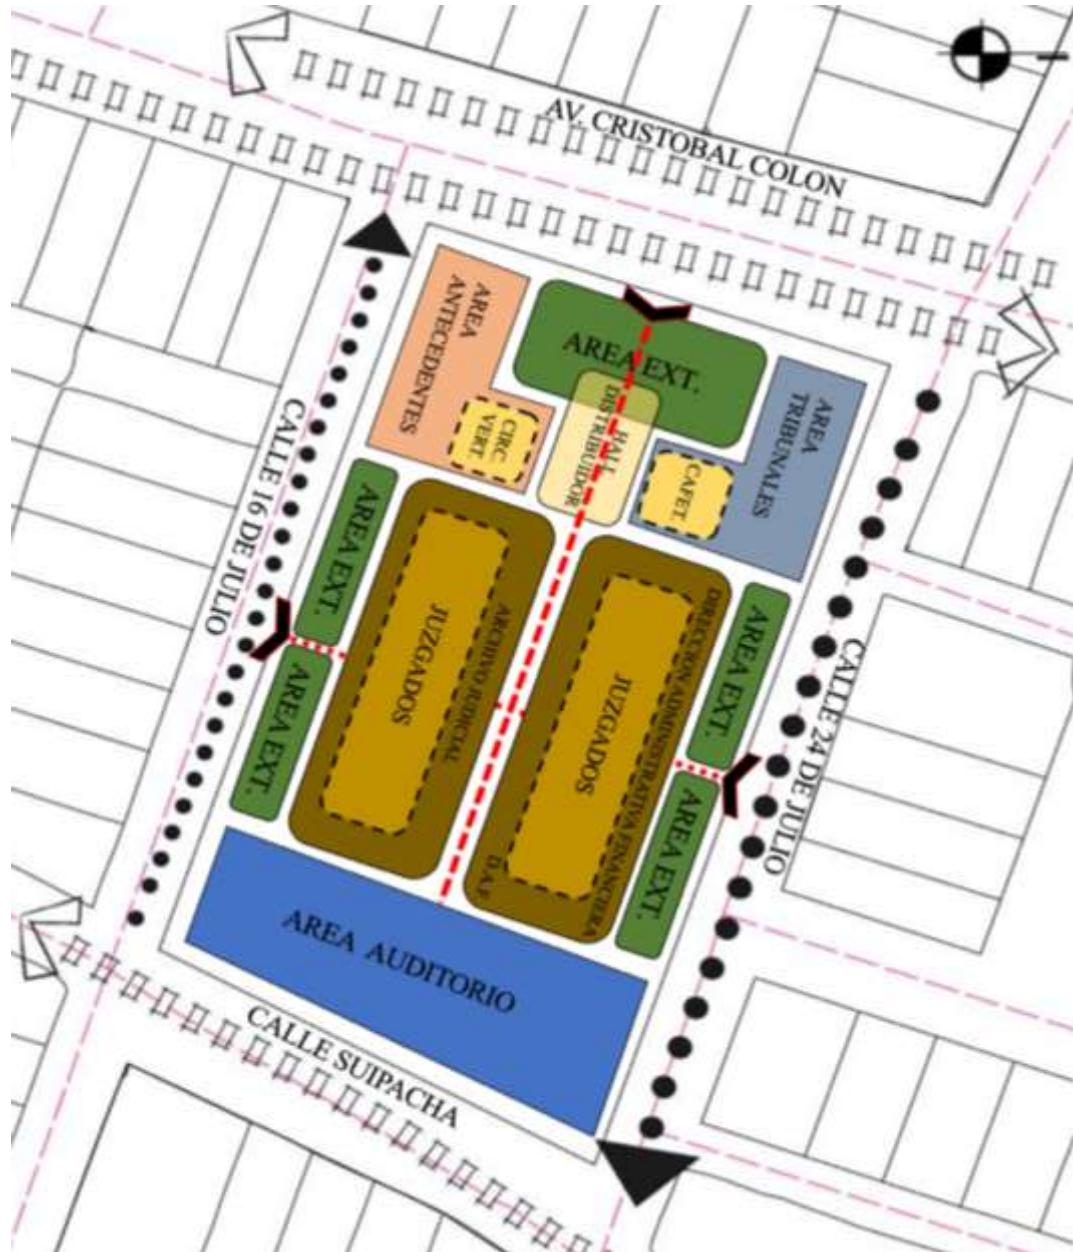 AV. CRISTOBAL COLON
AREA
ANTECEDENTES
AREA EXT.
AREA
TRIBUNALES
CIRC.
VERT.
HALL
DISTRIBUIDOR
CAFET.
CALLE 16 DE JULIO
AREA EXT.
AREA EXT.
JUZGADOS
ARCHIVO JUDICIAL
JUZGADOS
DIRECCION ADMINISTRATIVA FINANCIERA
D.A.F.
AREA EXT.
AREA EXT.
CALLE 24 DE JULIO
AREA AUDITORIO
CALLE SUIPACHA